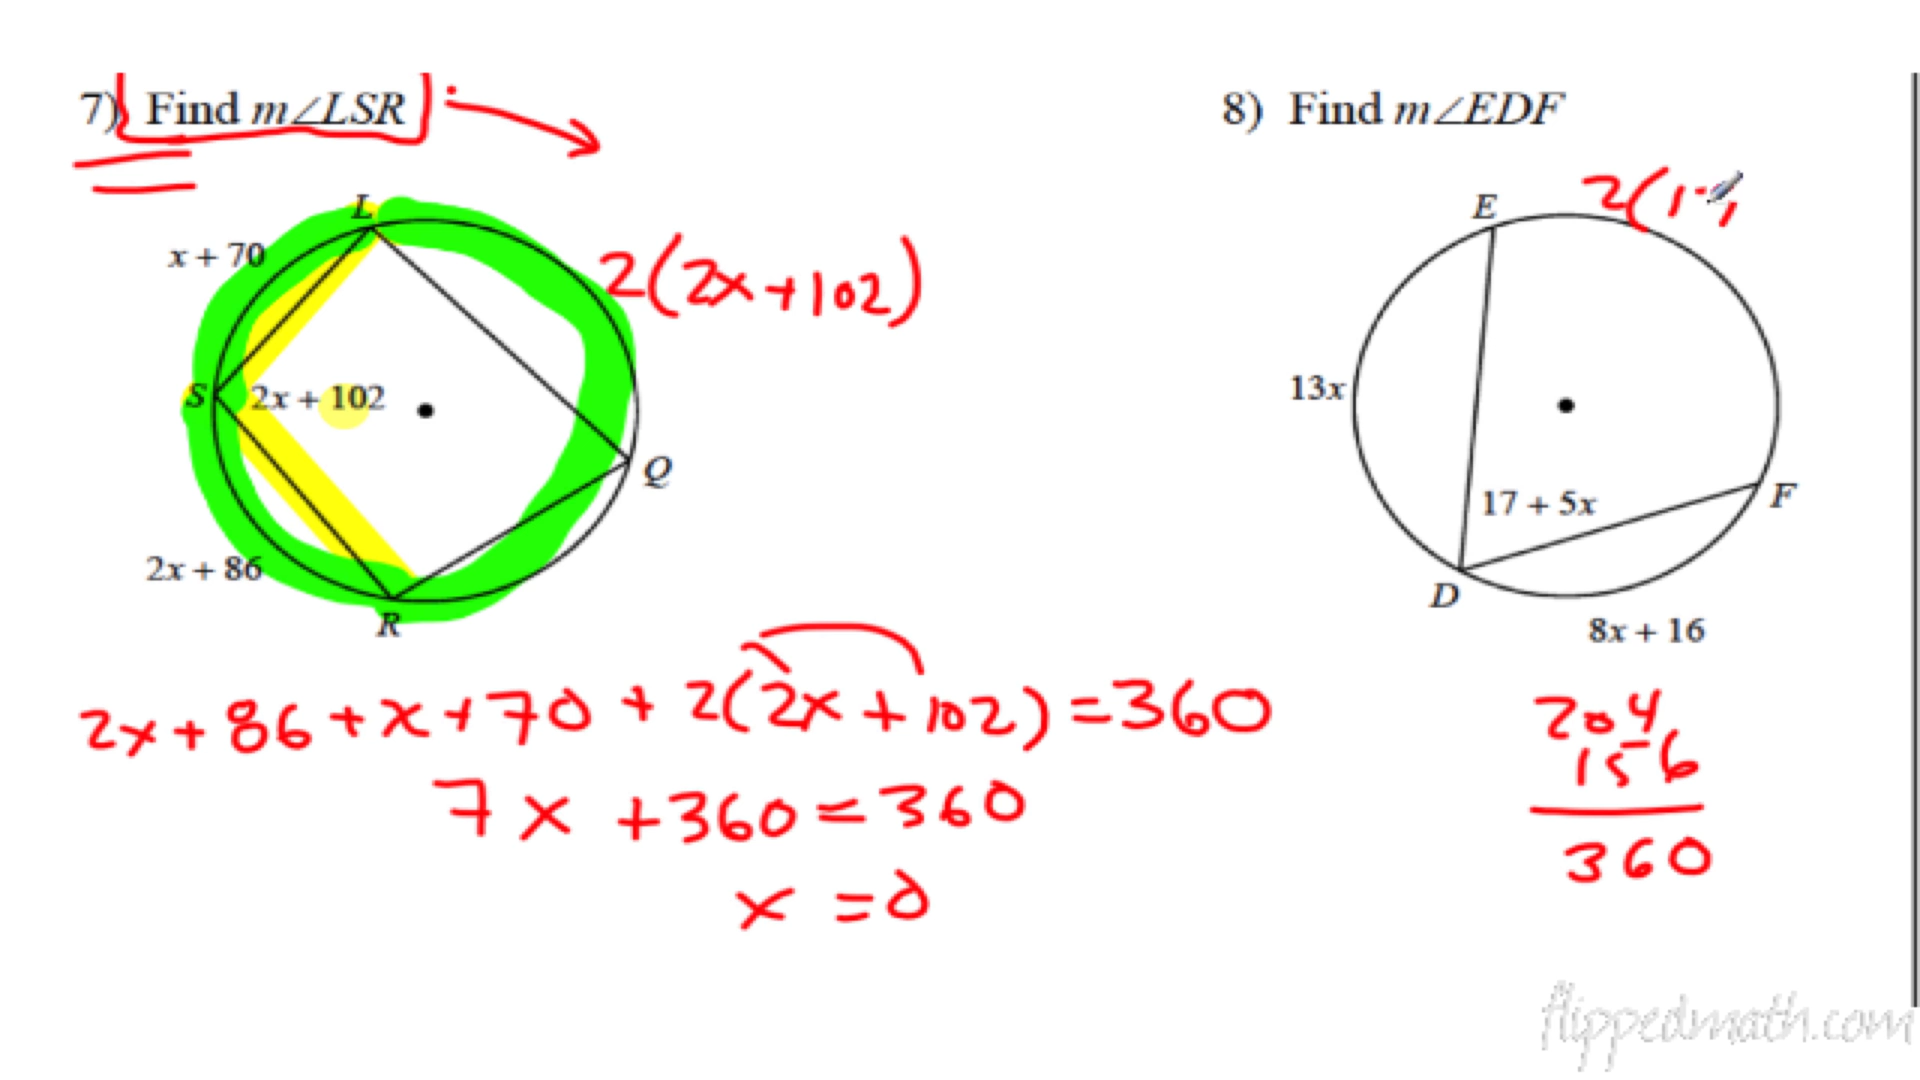 7) Find m∠LSR
L
x + 70
2(2x+102)
S
2x + 102
Q
2x + 86
R
2x + 86 + x + 70 + 2(2x + 102) = 360
7x + 360 = 360
x = 0
8) Find m∠EDF
2(1
E
13x
17 + 5x
F
D
8x + 16
204
156
360
flippedmath.com